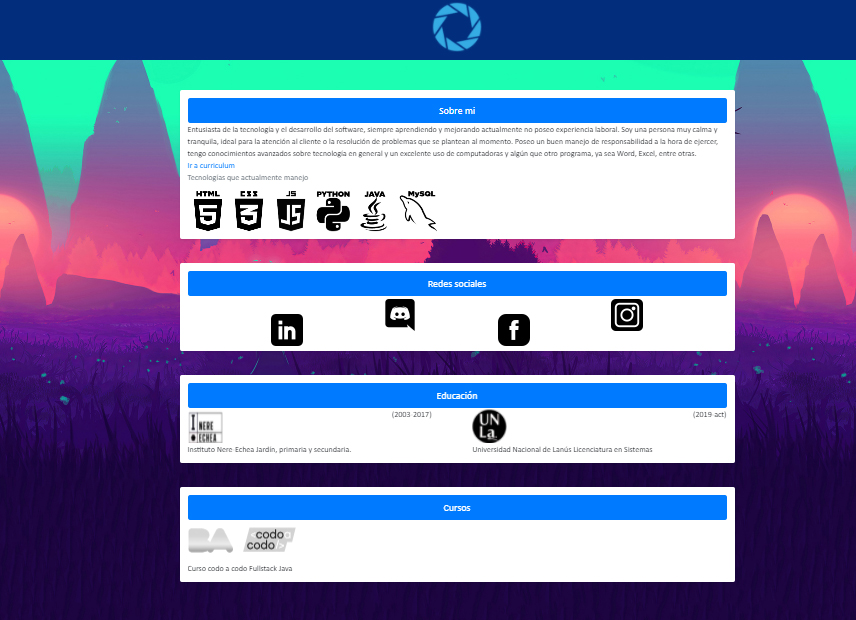 Sobre mi
Entusiasta de la tecnología y el desarrollo del software, siempre aprendiendo y mejorando actualmente no poseo experiencia laboral. Soy una persona muy calma y
tranquila, ideal para la atención al cliente o la resolución de problemas que se plantean al momento. Poseo un buen manejo de responsabilidad a la hora de ejercer,
tengo conocimientos avanzados sobre tecnología en general y un excelente uso de computadoras y algún que otro programa, ya sea Word, Excel, entre otras.
Ir a curriculum
Tecnologias que actualmente manejo
HTML CSS JS PYTHON JAVA MySQL
5 3 JS
Redes sociales
in f
Educación
I NERE ECHEA (2003-2017) UNLa (2019-act)
Instituto Nere-Echea Jardín, primaria y secundaria. Universidad Nacional de Lanús Licenciatura en Sistemas
Cursos
BA codo
codo
Curso codo a codo Fullstack Java